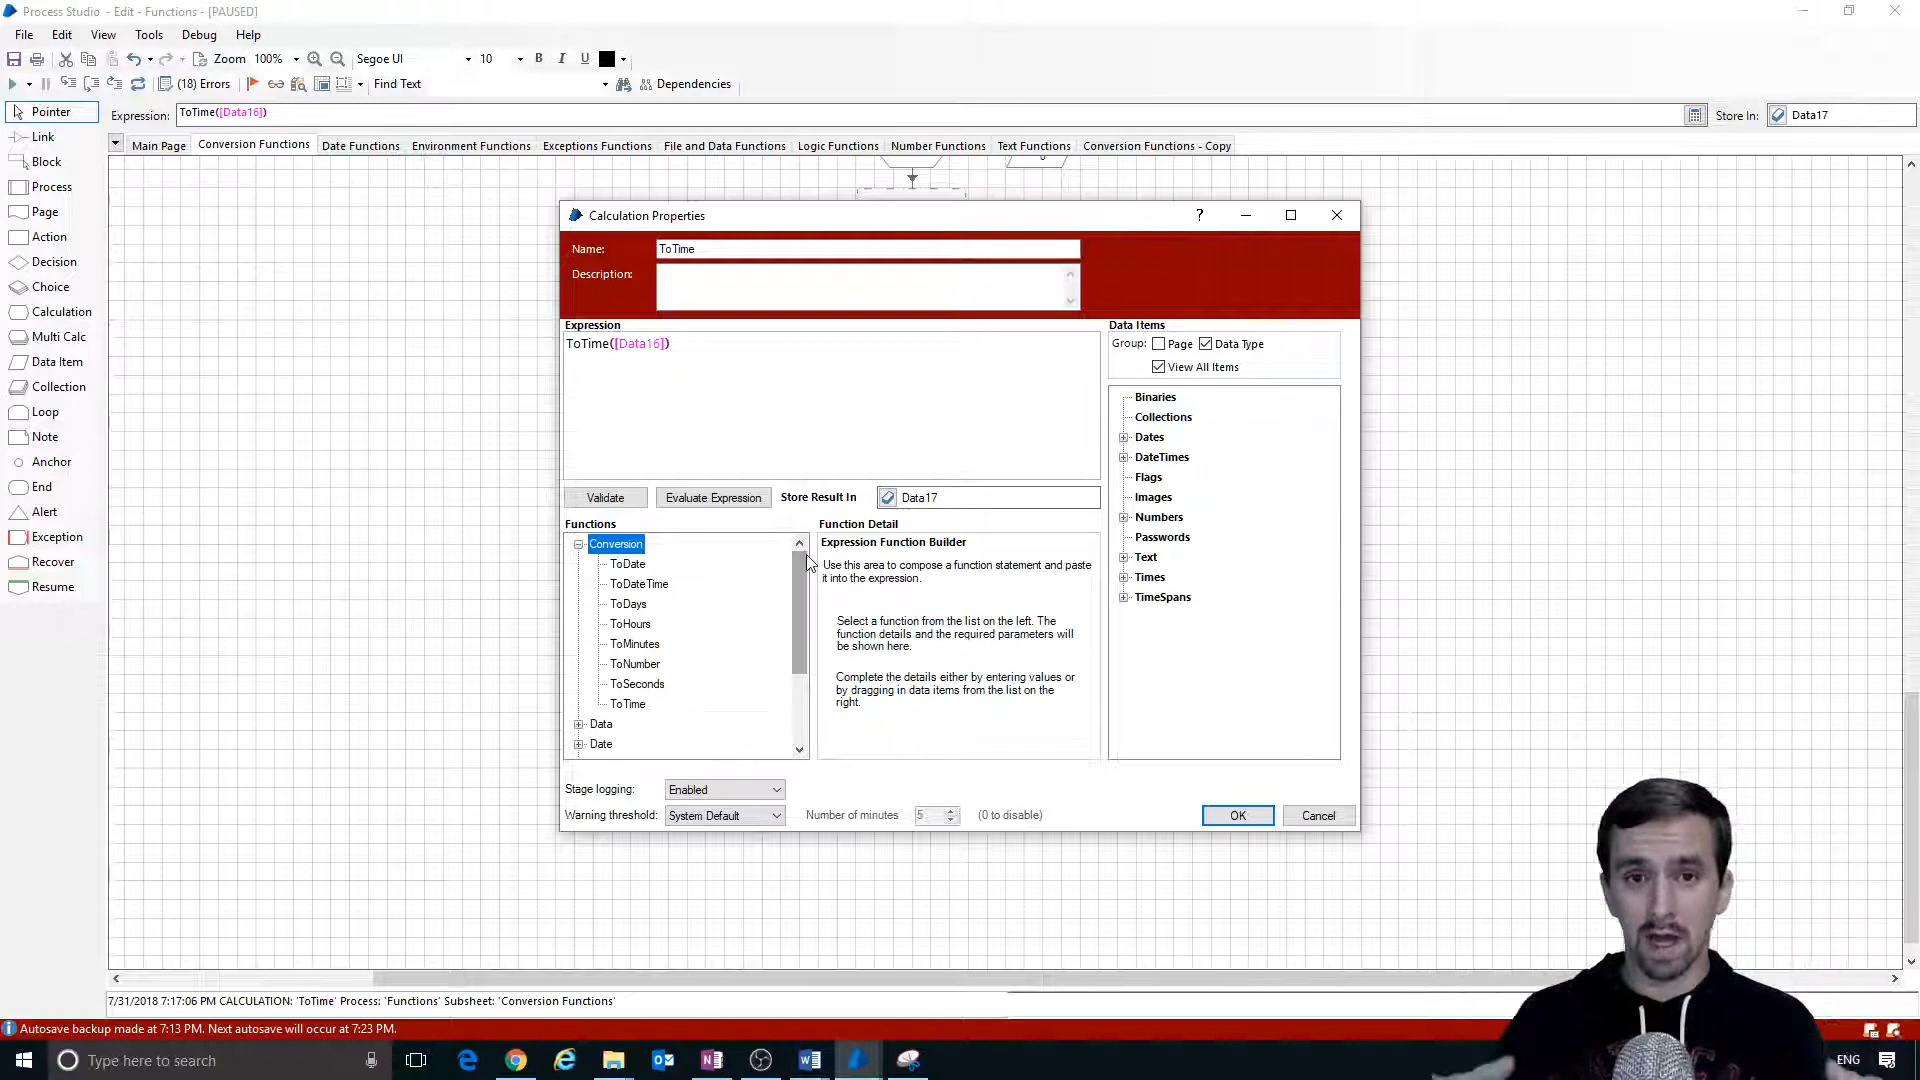 Process Studio - Edit - Functions - [PAUSED]
File Edit View Tools Debug Help
Zoom 100% Segoe UI 10 B I U
(18) Errors Find Text Dependencies
Pointer
Expression: ToTime([Data16]) Store In: Data17
Link
Main Page Conversion Functions Date Functions Environment Functions Exceptions Functions File and Data Functions Logic Functions Number Functions Text Functions Conversion Functions - Copy
Block
Process
Page
Action
Decision
Choice
Calculation
Multi Calc
Data Item
Collection
Loop
Note
Anchor
End
Alert
Exception
Recover
Resume
Calculation Properties ?
Name: ToTime
Description:
Expression
ToTime([Data16])
Data Items
Group: Page Data Type
View All Items
Binaries
Collections
Dates
DateTimes
Flags
Images
Numbers
Passwords
Text
Times
TimeSpans
Validate Evaluate Expression Store Result In Data17
Functions
Conversion
ToDate
ToDateTime
ToDays
ToHours
ToMinutes
ToNumber
ToSeconds
ToTime
Data
Date
Function Detail
Expression Function Builder
Use this area to compose a function statement and paste
it into the expression.
Select a function from the list on the left. The
function details and the required parameters will
be shown here.
Complete the details either by entering values or
by dragging in data items from the list on the
right.
Stage logging: Enabled
Warning threshold: System Default Number of minutes 5 (0 to disable)
OK Cancel
7/31/2018 7:17:06 PM CALCULATION: 'ToTime' Process: 'Functions' Subsheet: 'Conversion Functions'
Autosave backup made at 7:13 PM. Next autosave will occur at 7:23 PM.
Type here to search
ENG